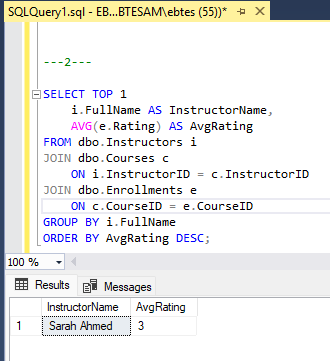 SQLQuery1.sql - EB...BTESAM\ebtes (55))*
---2---
SELECT TOP 1
i.FullName AS InstructorName,
AVG(e.Rating) AS AvgRating
FROM dbo.Instructors i
JOIN dbo.Courses c
ON i.InstructorID = c.InstructorID
JOIN dbo.Enrollments e
ON c.CourseID = e.CourseID
GROUP BY i.FullName
ORDER BY AvgRating DESC;
100 %
Results Messages
InstructorName AvgRating
1 Sarah Ahmed 3